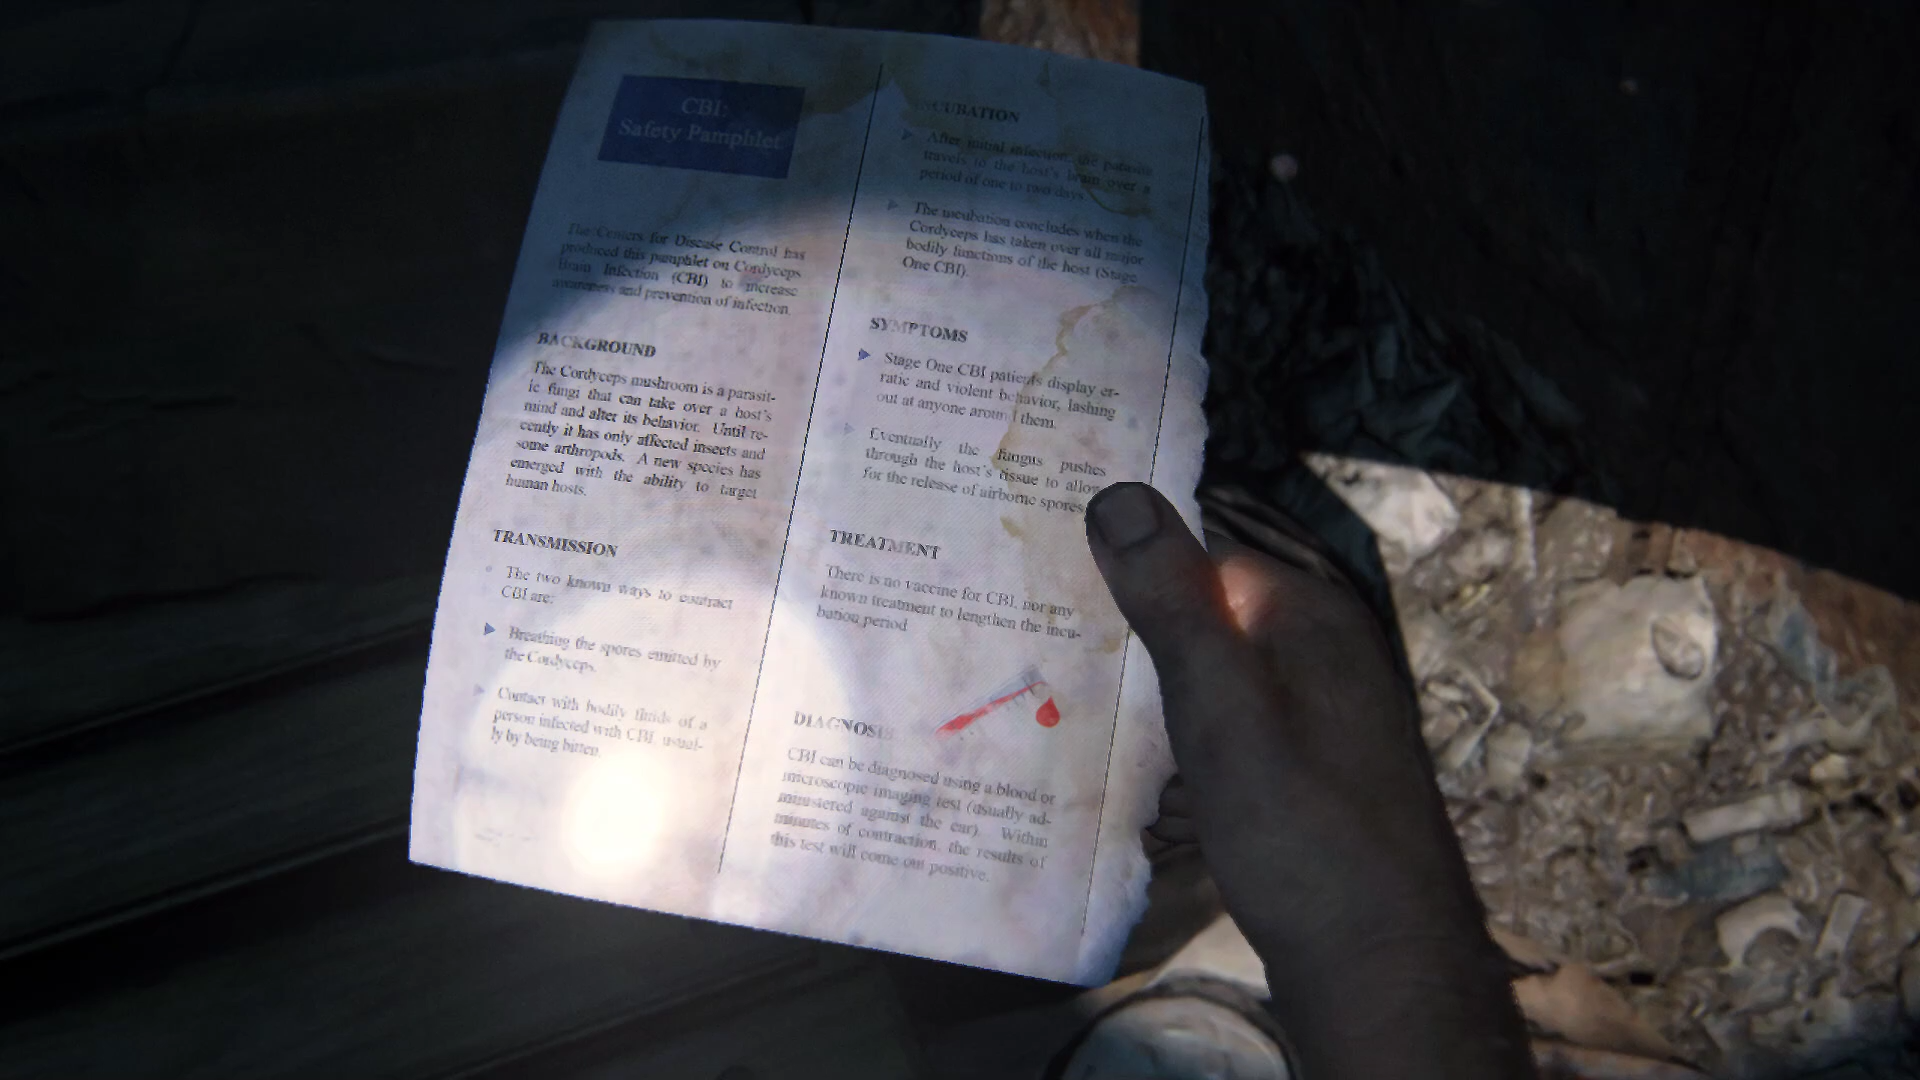 CBI:
Safety Pamphlet
The Centers for Disease Control has
produced this pamphlet on Cordyceps
Brain Infection (CBI) to increase
awareness and prevention of infection.
BACKGROUND
The Cordyceps mushroom is a parasit-
ic fungi that can take over a host's
mind and alter its behavior. Until re-
cently it has only affected insects and
some arthropods. A new species has
emerged with the ability to target
human hosts.
TRANSMISSION
The two known ways to contract
CBI are:
Breathing the spores emitted by
the Cordyceps.
Contact with bodily fluids of a
person infected with CBI, usual-
ly by being bitten.
INCUBATION
After initial infection, the parasite
travels to the host's brain over a
period of one to two days.
The incubation concludes when the
Cordyceps has taken over all major
bodily functions of the host (Stage
One CBI).
SYMPTOMS
Stage One CBI patients display er-
ratic and violent behavior, lashing
out at anyone around them.
Eventually the fungus pushes
through the host's tissue to allow
for the release of airborne spores
TREATMENT
There is no vaccine for CBI, nor any
known treatment to lengthen the incu-
bation period
DIAGNOSIS
CBI can be diagnosed using a blood or
microscopic imaging test (usually ad-
ministered against the ear). Within
minutes of contraction, the results of
this test will come out positive.